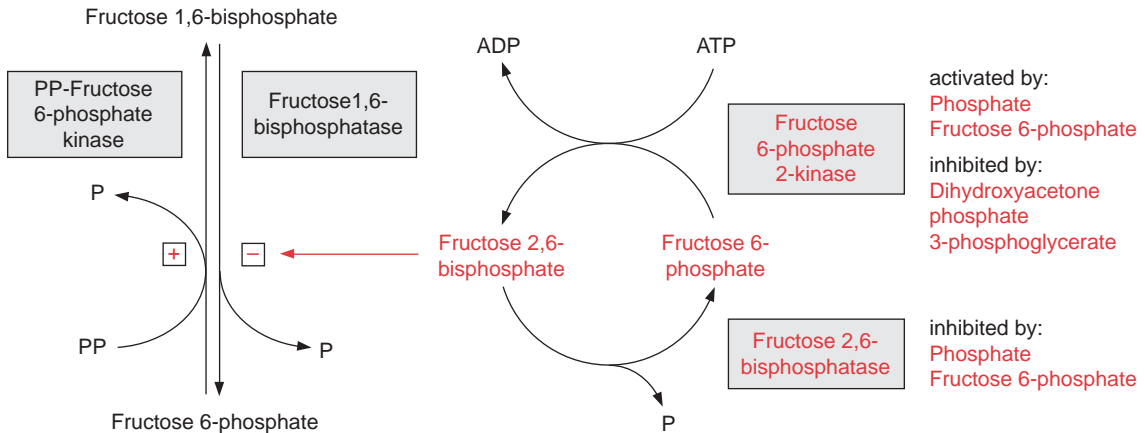 Fructose 1,6-bisphosphate
PP-Fructose
6-phosphate
kinase
Fructose1,6-
bisphosphatase
P
+
−
PP
P
Fructose 6-phosphate
ADP
ATP
Fructose
6-phosphate
2-kinase
activated by:
Phosphate
Fructose 6-phosphate
inhibited by:
Dihydroxyacetone
phosphate
3-phosphoglycerate
Fructose 2,6-
bisphosphate
Fructose 6-
phosphate
Fructose 2,6-
bisphosphatase
inhibited by:
Phosphate
Fructose 6-phosphate
P